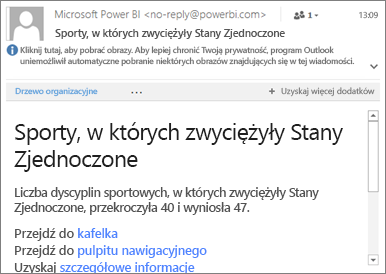 Microsoft Power BI <no-reply@powerbi.com>
1
13:09
Sporty, w których zwyciężyły Stany Zjednoczone
Kliknij tutaj, aby pobrać obrazy. Aby lepiej chronić Twoją prywatność, program Outlook
uniemożliwił automatyczne pobranie niektórych obrazów znajdujących się w tej wiadomości.
Drzewo organizacyjne ... + Uzyskaj więcej dodatków
Sporty, w których zwyciężyły Stany
Zjednoczone
Liczba dyscyplin sportowych, w których zwyciężyły Stany
Zjednoczone, przekroczyła 40 i wyniosła 47.
Przejdź do kafelka
Przejdź do pulpitu nawigacyjnego
Uzyskaj szczegółowe informacje